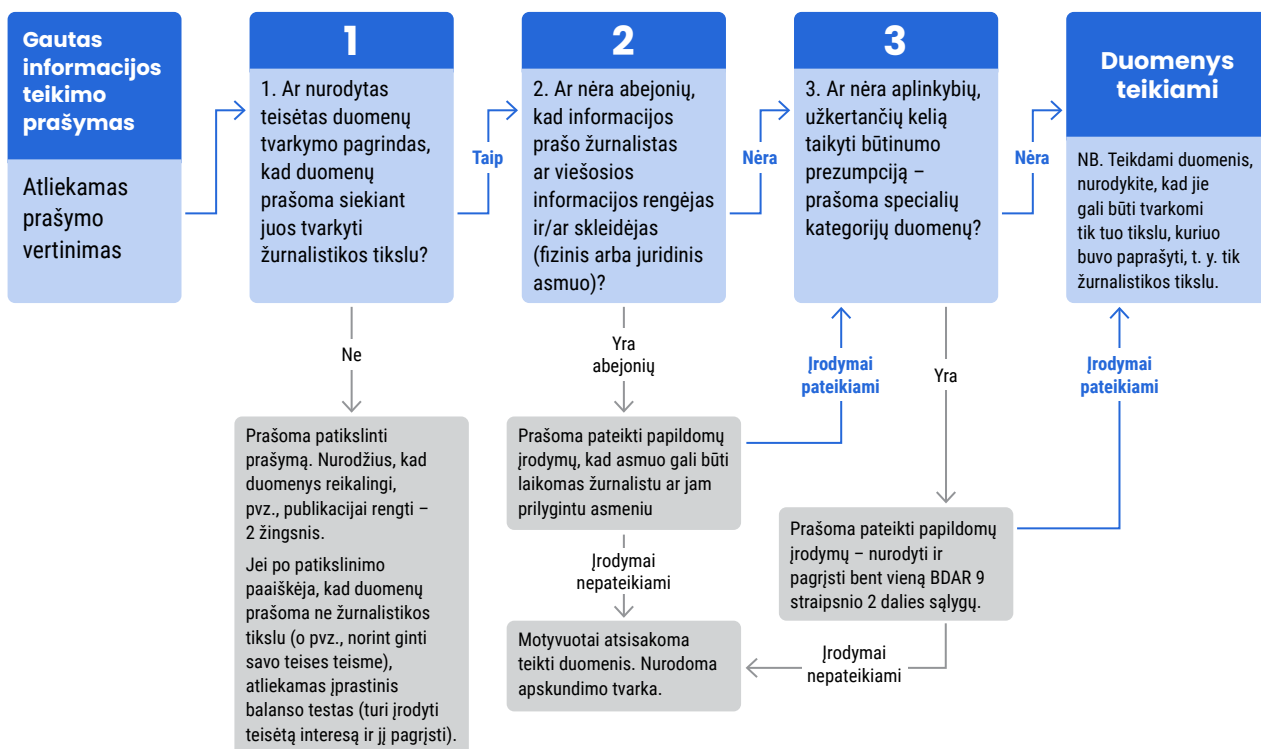 Gautas
informacijos
teikimo
prašymas
Atliekamas
prašymo
vertinimas
1
1. Ar nurodytas
teisėtas duomenų
tvarkymo pagrindas,
kad duomenų
prašoma siekiant
juos tvarkyti
žurnalistikos tikslu?
Taip
2
2. Ar nėra abejonių,
kad informacijos
prašo žurnalistas
ar viešosios
informacijos rengėjas
ir/ar skleidėjas
(fizinis arba juridinis
asmuo)?
Nėra
3
3. Ar nėra aplinkybių,
užkertančių kelią
taikyti būtinumo
prezumpciją –
prašoma specialių
kategorijų duomenų?
Nėra
Duomenys
teikiami
NB. Teikdami duomenis,
nurodykite, kad jie
gali būti tvarkomi
tik tuo tikslu, kuriuo
buvo paprašyti, t. y. tik
žurnalistikos tikslu.
Ne
Yra
abejonių
Įrodymai
pateikiami
Yra
Įrodymai
pateikiami
Prašoma patikslinti
prašymą. Nurodžius, kad
duomenys reikalingi,
pvz., publikacijai rengti –
2 žingsnis.
Jei po patikslinimo
paaiškėja, kad duomenų
prašoma ne žurnalistikos
tikslu (o pvz., norint ginti
savo teises teisme),
atliekamas įprastinis
balanso testas (turi įrodyti
teisėtą interesą ir jį pagrįsti).
Prašoma pateikti papildomų
įrodymų, kad asmuo gali būti
laikomas žurnalistu ar jam
prilygintu asmeniu
Įrodymai
nepateikiami
Motyvuotai atsisakoma
teikti duomenis. Nurodoma
apskundimo tvarka.
Prašoma pateikti papildomų
įrodymų – nurodyti ir
pagrįsti bent vieną BDAR 9
straipsnio 2 dalies sąlygų.
Įrodymai
nepateikiami